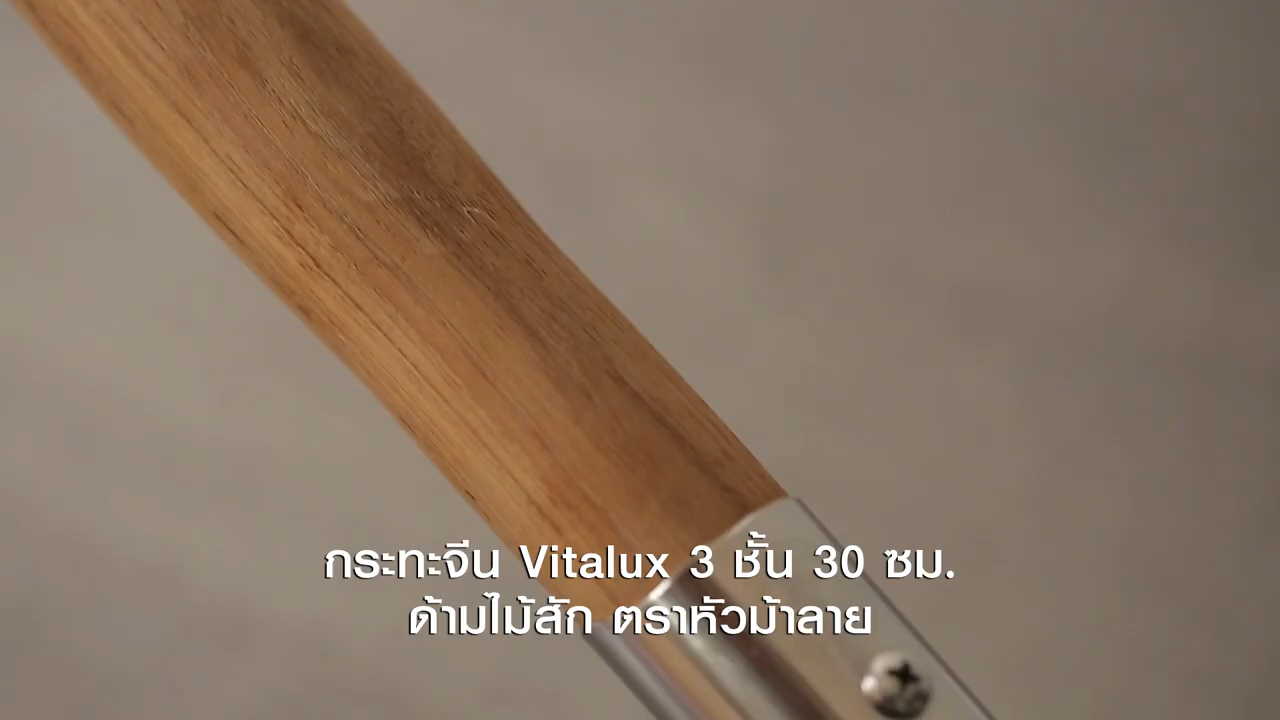 กระทะจีน Vitalux 3 ชั้น 30 ซม.
ด้ามไม้สัก ตราหัวม้าลาย